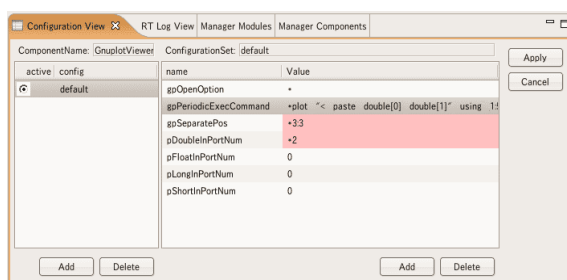 Configuration View RT Log View Manager Modules Manager Components
ComponentName: GnuplotViewer ConfigurationSet: default
Apply
Cancel
active config
default
name Value
gpOpenOption *
gpPeriodicExecCommand *plot "< paste double[0] double[1]" using 1:5
gpSeparatePos *3:3
pDoubleInPortNum *2
pFloatInPortNum 0
pLongInPortNum 0
pShortInPortNum 0
Add Delete
Add Delete